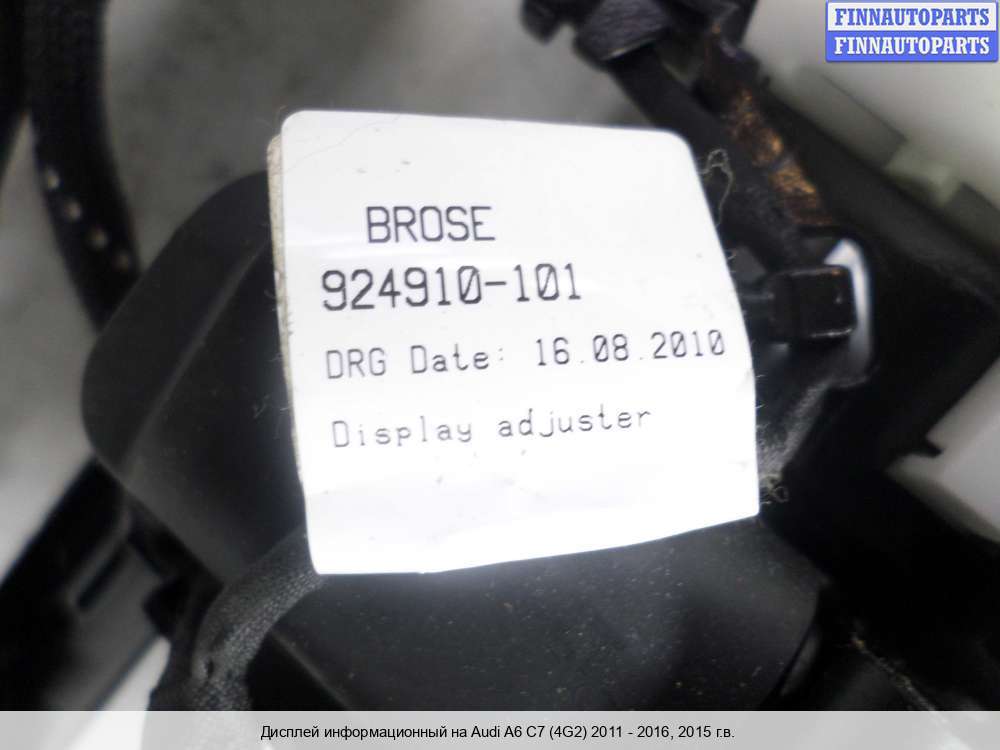 FINNAUTOPARTS
FINNAUTOPARTS
BROSE
924910-101
DRG Date: 16.08.2010
Display adjuster
Дисплей информационный на Audi A6 C7 (4G2) 2011 - 2016, 2015 г.в.